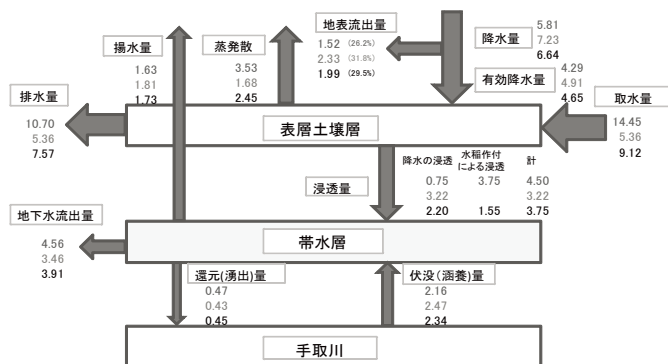 地表流出量
1.52 (26.2%)
2.33 (31.8%)
1.99 (29.5%)
降水量
5.81
7.23
6.64
揚水量
1.63
1.81
1.73
蒸発散
3.53
1.68
2.45
有効降水量
4.29
4.91
4.65
排水量
10.70
5.36
7.57
取水量
14.45
5.36
9.12
表層土壌層
浸透量
降水の浸透 水稲作付による浸透 計
0.75 3.75 4.50
3.22 3.22
2.20 1.55 3.75
地下水流出量
4.56
3.46
3.91
帯水層
還元(湧出)量
0.47
0.43
0.45
伏没(涵養)量
2.16
2.47
2.34
手取川